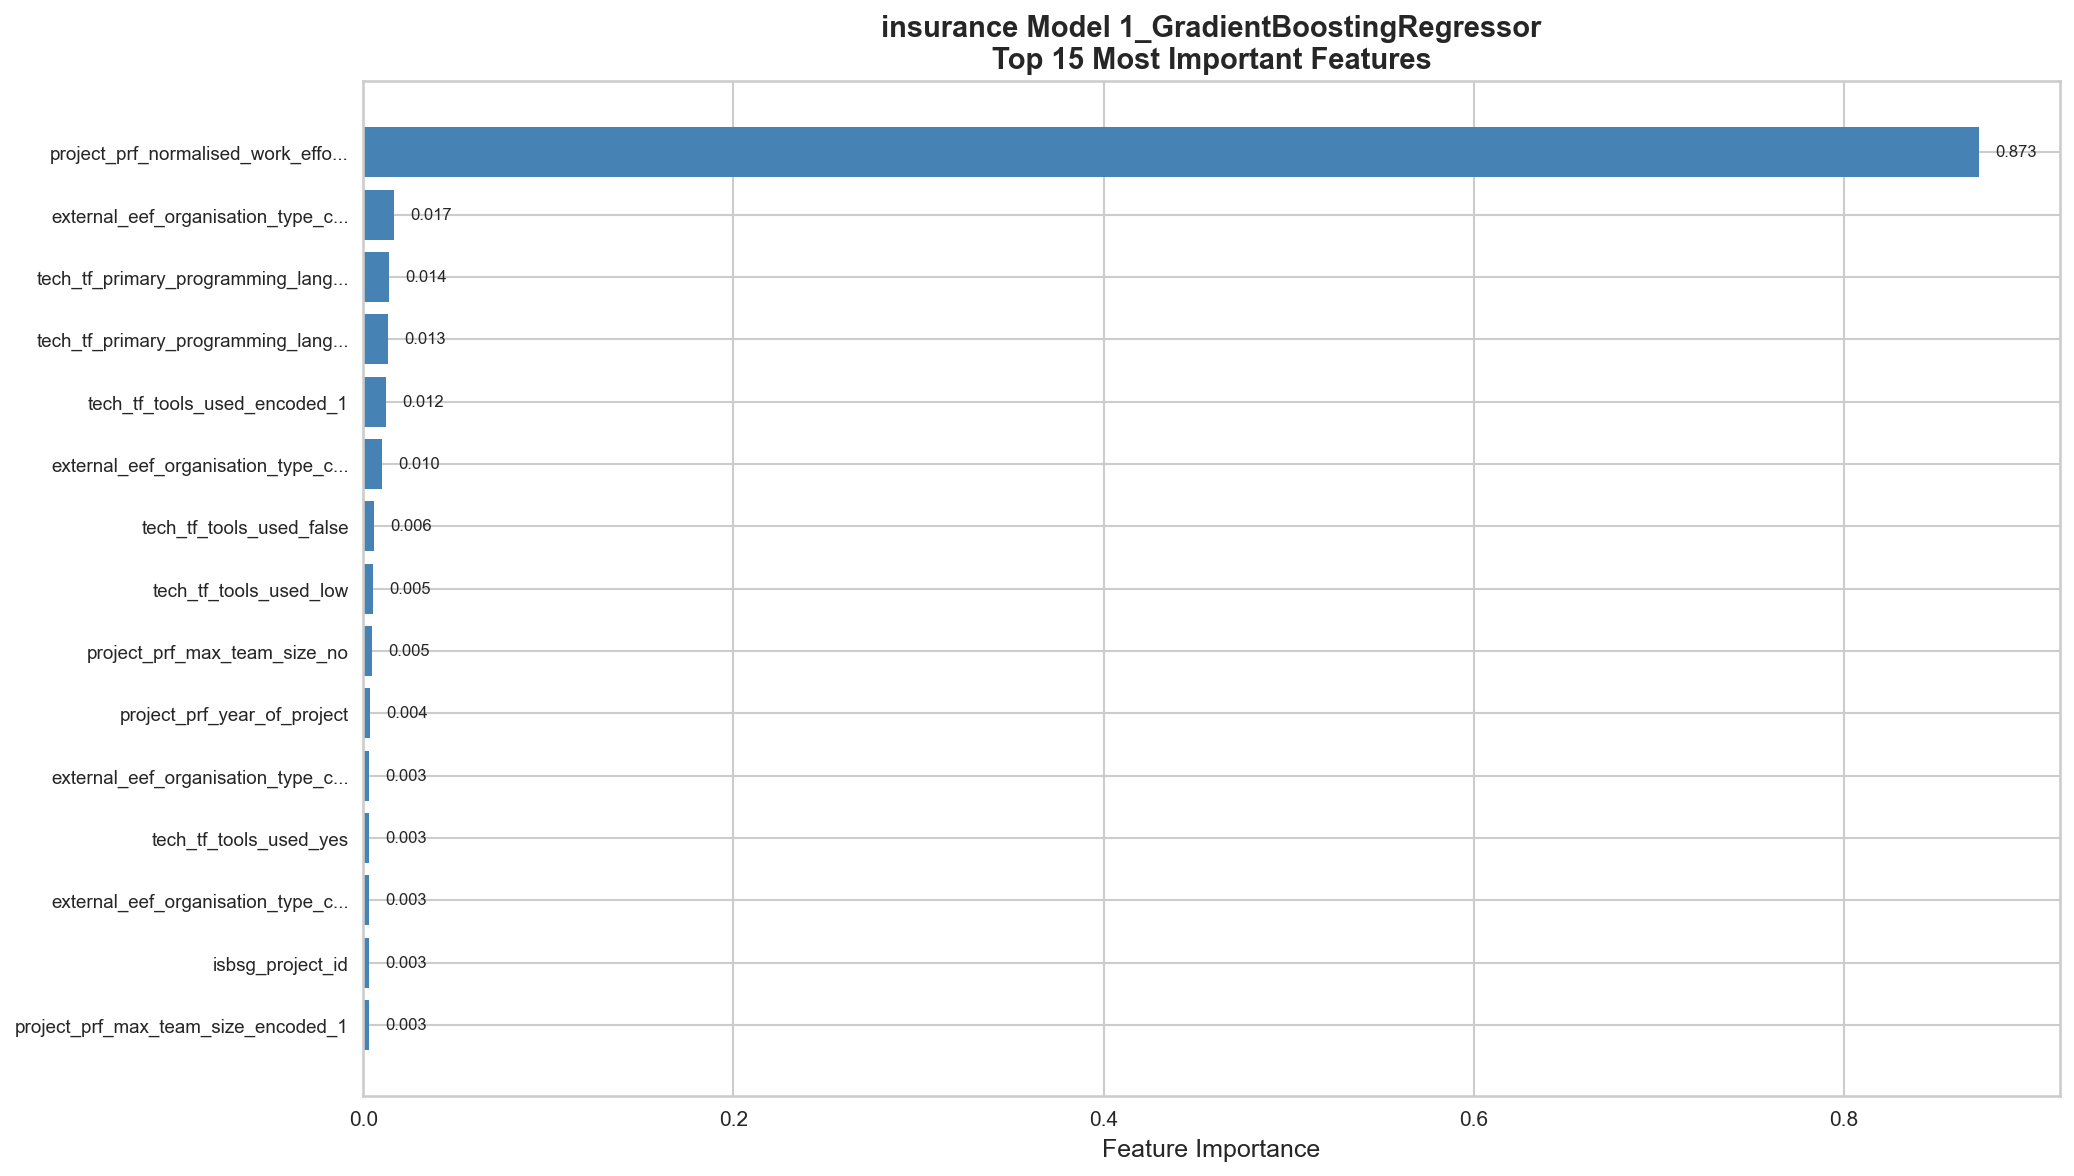 insurance Model 1_GradientBoostingRegressor
Top 15 Most Important Features
project_prf_normalised_work_effo... 0.873
external_eef_organisation_type_c... 0.017
tech_tf_primary_programming_lang... 0.014
tech_tf_primary_programming_lang... 0.013
tech_tf_tools_used_encoded_1 0.012
external_eef_organisation_type_c... 0.010
tech_tf_tools_used_false 0.006
tech_tf_tools_used_low 0.005
project_prf_max_team_size_no 0.005
project_prf_year_of_project 0.004
external_eef_organisation_type_c... 0.003
tech_tf_tools_used_yes 0.003
external_eef_organisation_type_c... 0.003
isbsg_project_id 0.003
project_prf_max_team_size_encoded_1 0.003
0.0 0.2 0.4 0.6 0.8
Feature Importance